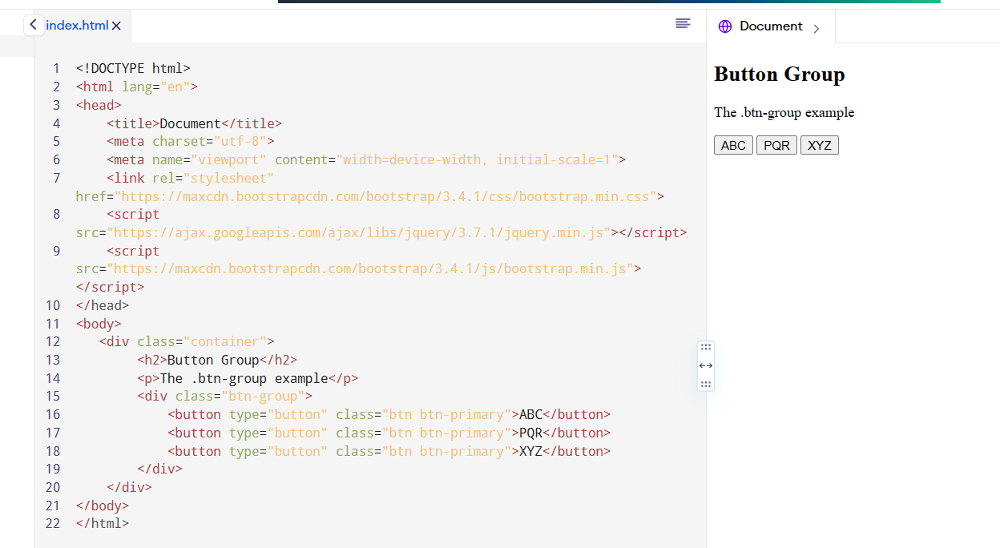 index.html
Document
1 <!DOCTYPE html>
2 <html lang="en">
3 <head>
4 <title>Document</title>
5 <meta charset="utf-8">
6 <meta name="viewport" content="width=device-width, initial-scale=1">
7 <link rel="stylesheet"
href="https://maxcdn.bootstrapcdn.com/bootstrap/3.4.1/css/bootstrap.min.css">
8 <script
src="https://ajax.googleapis.com/ajax/libs/jquery/3.7.1/jquery.min.js"></script>
9 <script
src="https://maxcdn.bootstrapcdn.com/bootstrap/3.4.1/js/bootstrap.min.js">
</script>
10 </head>
11 <body>
12 <div class="container">
13 <h2>Button Group</h2>
14 <p>The .btn-group example</p>
15 <div class="btn-group">
16 <button type="button" class="btn btn-primary">ABC</button>
17 <button type="button" class="btn btn-primary">PQR</button>
18 <button type="button" class="btn btn-primary">XYZ</button>
19 </div>
20 </div>
21 </body>
22 </html>
Button Group
The .btn-group example
ABC PQR XYZ